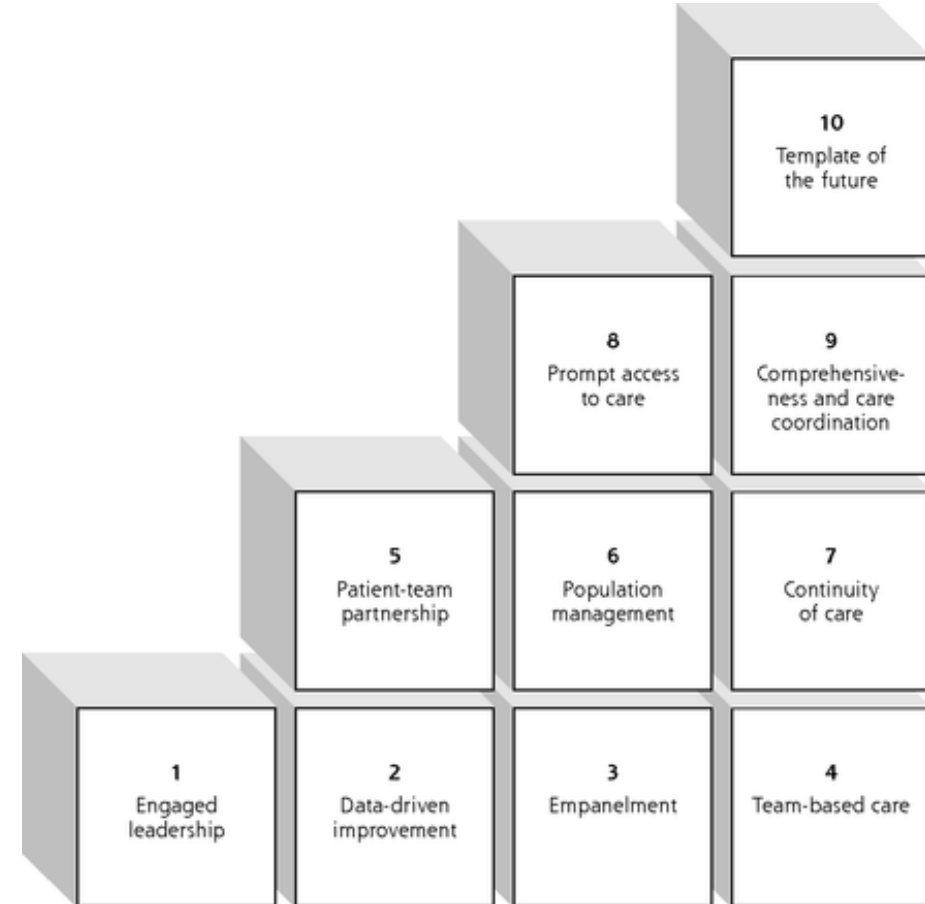 10
Template of
the future
8
Prompt access
to care
9
Comprehensive-
ness and care
coordination
5
Patient-team
partnership
6
Population
management
7
Continuity
of care
1
Engaged
leadership
2
Data-driven
improvement
3
Empanelment
4
Team-based care